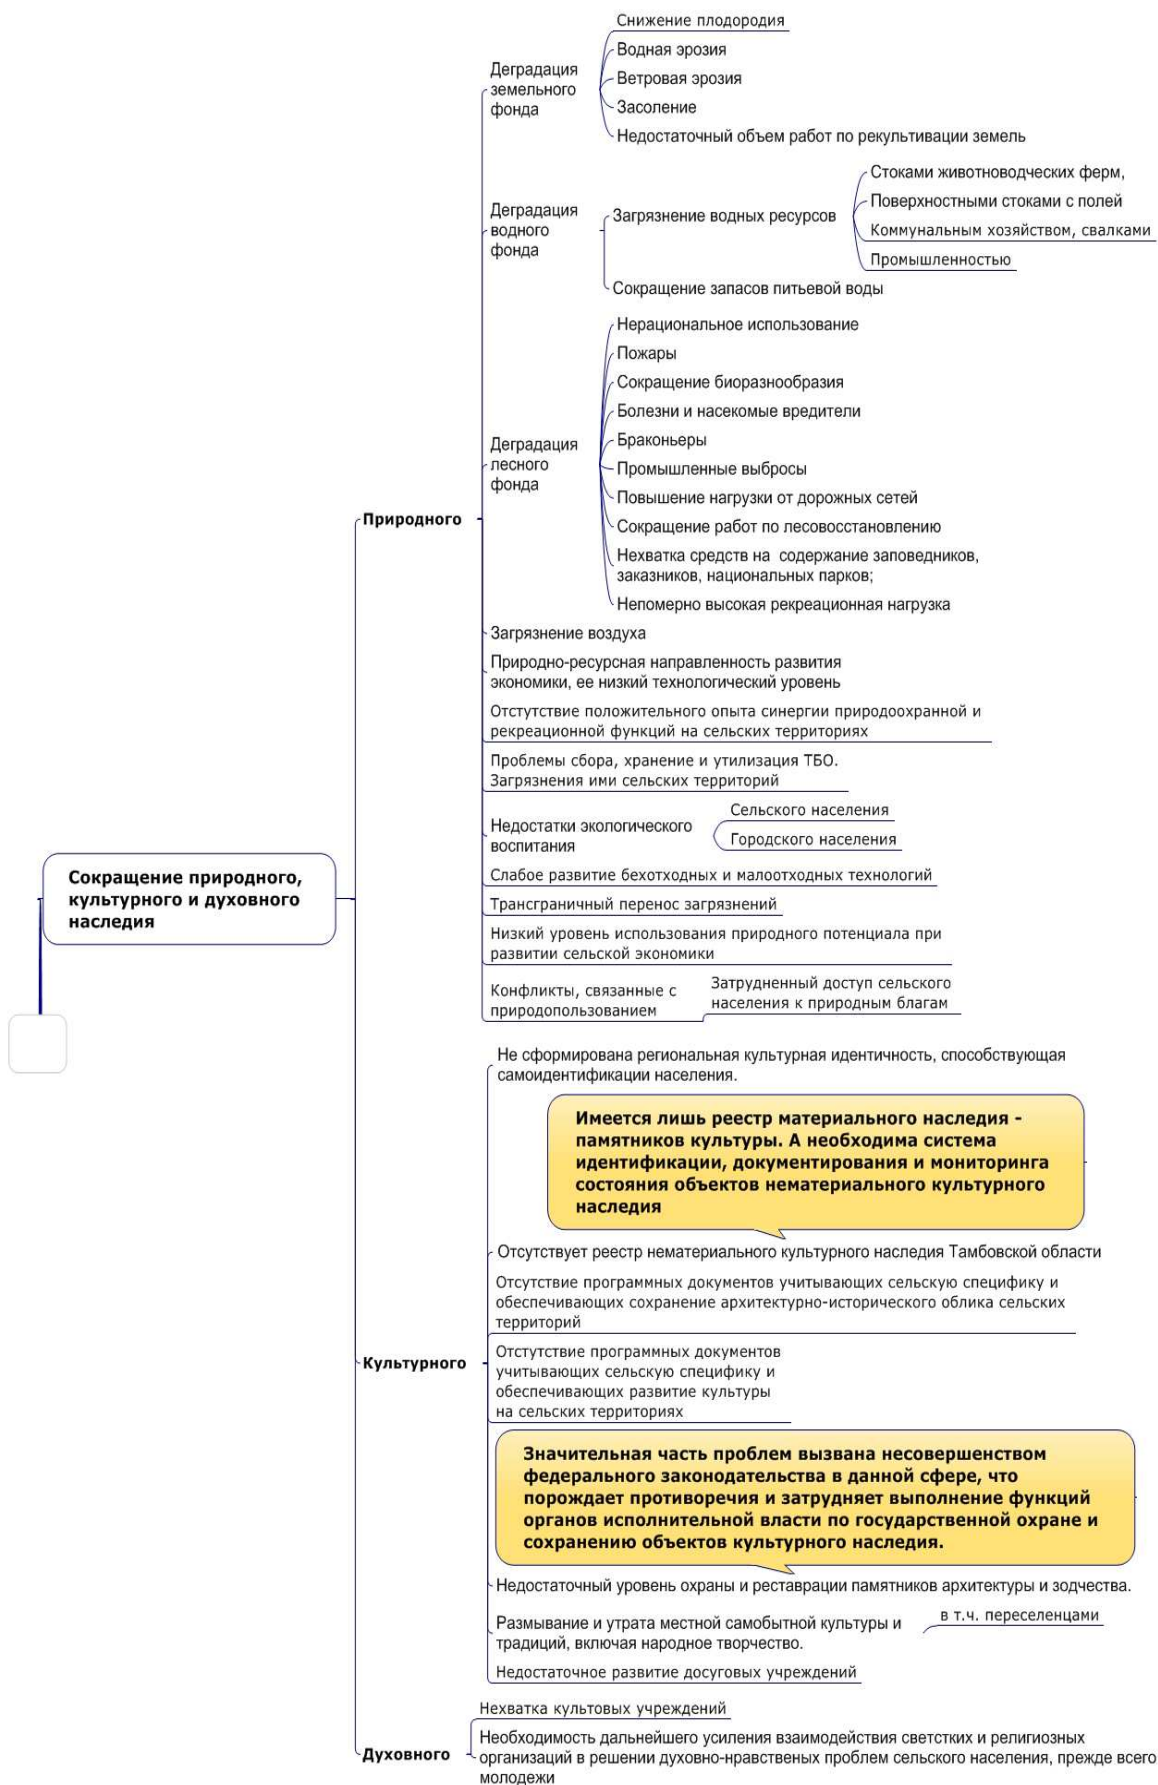 Снижение плодородия
Водная эрозия
Деградация
земельного
фонда
Ветровая эрозия
Засоление
Недостаточный объем работ по рекультивации земель
Деградация
водного
фонда
Загрязнение водных ресурсов
Стоками животноводческих ферм,
Поверхностными стоками с полей
Коммунальным хозяйством, свалками
Промышленностью
Сокращение запасов питьевой воды
Деградация
лесного
фонда
Нерациональное использование
Пожары
Сокращение биоразнообразия
Болезни и насекомые вредители
Браконьеры
Промышленные выбросы
Повышение нагрузки от дорожных сетей
Сокращение работ по лесовосстановлению
Нехватка средств на содержание заповедников,
заказников, национальных парков;
Непомерно высокая рекреационная нагрузка
Природного
Загрязнение воздуха
Природно-ресурсная направленность развития
экономики, ее низкий технологический уровень
Отстутствие положительного опыта синергии природоохранной и
рекреационной функций на сельских территориях
Проблемы сбора, хранение и утилизация ТБО.
Загрязнения ими сельских территорий
Недостатки экологического
воспитания
Сельского населения
Городского населения
Слабое развитие бехотходных и малоотходных технологий
Трансграничный перенос загрязнений
Низкий уровень использования природного потенциала при
развитии сельской экономики
Конфликты, связанные с
природопользованием
Затрудненный доступ сельского
населения к природным благам
Сокращение природного,
культурного и духовного
наследия
Не сформирована региональная культурная идентичность, способствующая
самоидентификации населения.
Имеется лишь реестр материального наследия -
памятников культуры. А необходима система
идентификации, документирования и мониторинга
состояния объектов нематериального культурного
наследия
Отсутствует реестр нематериального культурного наследия Тамбовской области
Отсутствие программных документов учитывающих сельскую специфику и
обеспечивающих сохранение архитектурно-исторического облика сельских
территорий
Культурного
Отстутствие программных документов
учитывающих сельскую специфику и
обеспечивающих развитие культуры
на сельских территориях
Значительная часть проблем вызвана несовершенством
федерального законодательства в данной сфере, что
порождает противоречия и затрудняет выполнение функций
органов исполнительной власти по государственной охране и
сохранению объектов культурного наследия.
Недостаточный уровень охраны и реставрации памятников архитектуры и зодчества.
Размывание и утрата местной самобытной культуры и
традиций, включая народное творчество.
в т.ч. переселенцами
Недостаточное развитие досуговых учреждений
Духовного
Нехватка культовых учреждений
Необходимость дальнейшего усиления взаимодействия светстких и религиозных
организаций в решении духовно-нравственых проблем сельского населения, прежде всего
молодежи